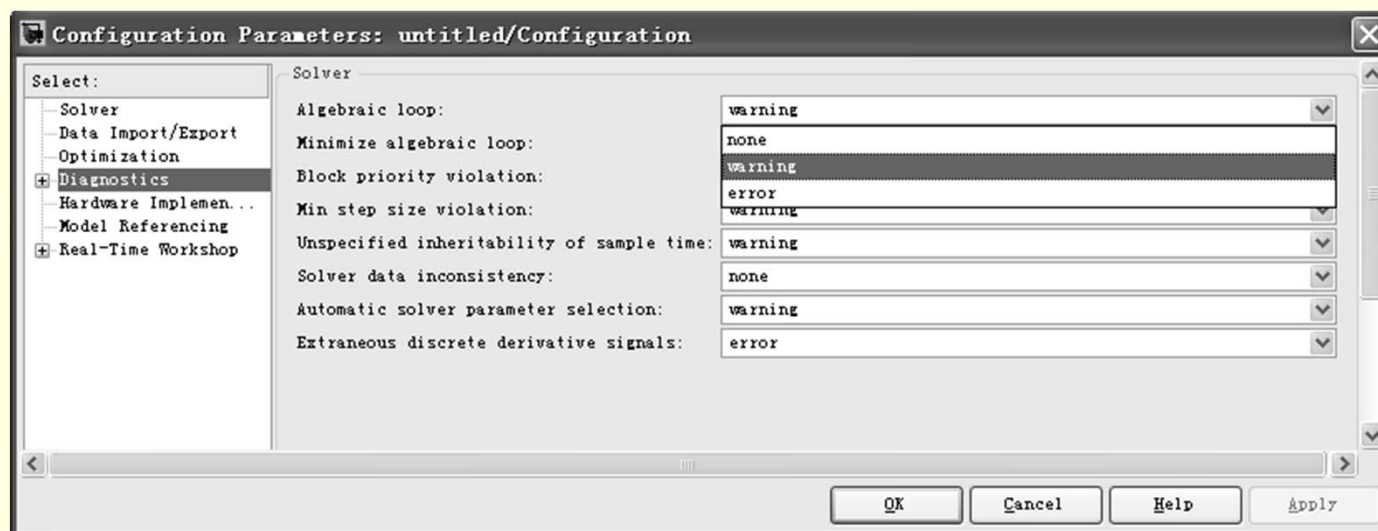 Configuration Parameters: untitled/Configuration
Select:
Solver
Data Import/Export
Optimization
Diagnostics
Hardware Implemen...
Model Referencing
Real-Time Workshop
Solver
Algebraic loop: warning
none
Minimize algebraic loop:
warning
Block priority violation:
error
Min step size violation: warning
Unspecified inheritability of sample time: warning
Solver data inconsistency: none
Automatic solver parameter selection: warning
Extraneous discrete derivative signals: error
OK Cancel Help Apply